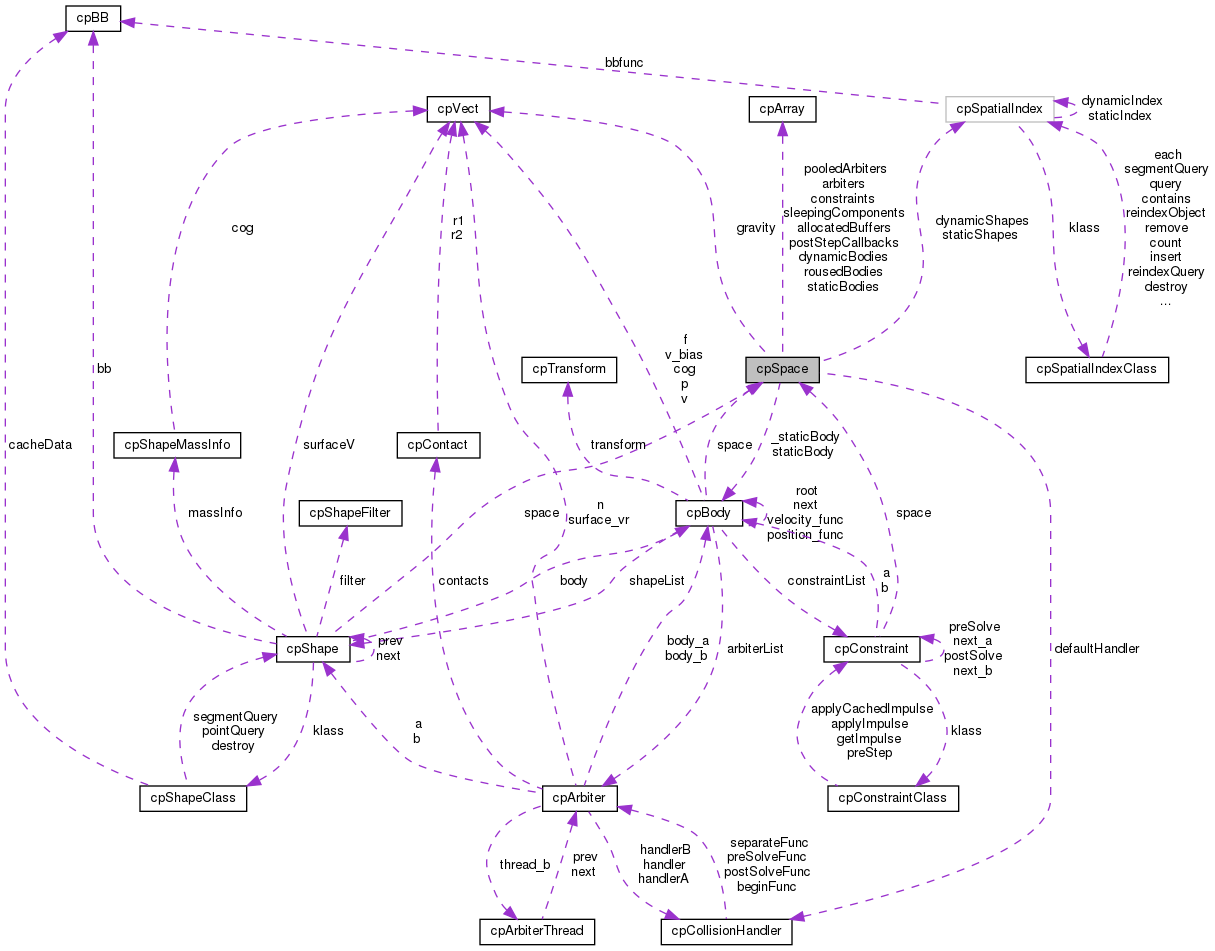 cpBB
bbfunc
cpVect
cpArray
cpSpatialIndex
dynamicIndex
staticIndex
cog
r1
r2
gravity
pooledArbiters
arbiters
constraints
sleepingComponents
allocatedBuffers
postStepCallbacks
dynamicBodies
rousedBodies
staticBodies
dynamicShapes
staticShapes
klass
each
segmentQuery
query
contains
reindexObject
remove
count
insert
reindexQuery
destroy
...
bb
cpTransform
f
v_bias
cog
p
v
cpSpace
cpSpatialIndexClass
cacheData
cpShapeMassInfo
surfaceV
cpContact
transform
space
_staticBody
staticBody
massInfo
cpShapeFilter
space
n
surface_vr
cpBody
root
next
velocity_func
position_func
space
filter
contacts
body
shapeList
constraintList
a
b
cpShape
prev
next
body_a
body_b
arbiterList
cpConstraint
preSolve
next_a
postSolve
next_b
defaultHandler
segmentQuery
pointQuery
destroy
klass
a
b
applyCachedImpulse
applyImpulse
getImpulse
preStep
klass
cpShapeClass
cpArbiter
cpConstraintClass
thread_b
prev
next
handlerB
handler
handlerA
separateFunc
preSolveFunc
postSolveFunc
beginFunc
cpArbiterThread
cpCollisionHandler